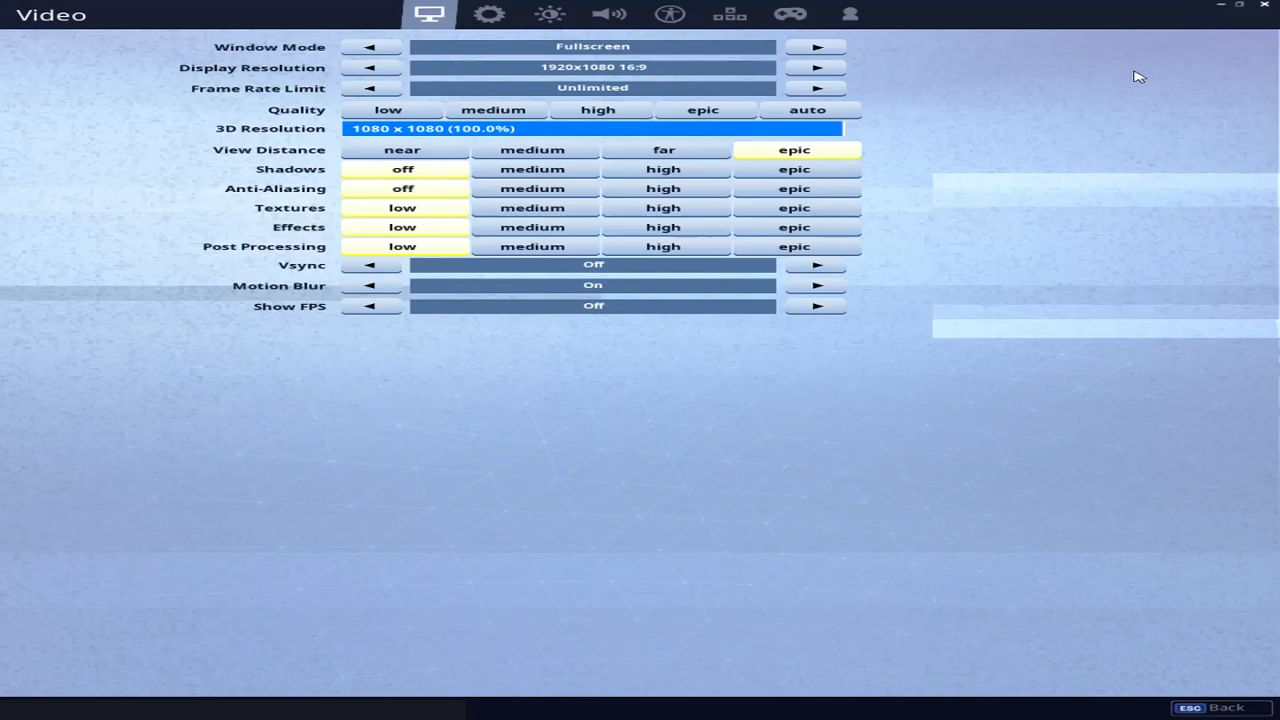 Video
Window Mode ◄ Fullscreen ►
Display Resolution ◄ 1920x1080 16:9 ►
Frame Rate Limit ◄ Unlimited ►
Quality low medium high epic auto
3D Resolution 1080 x 1080 (100.0%)
View Distance near medium far epic
Shadows off medium high epic
Anti-Aliasing off medium high epic
Textures low medium high epic
Effects low medium high epic
Post Processing low medium high epic
Vsync ◄ Off ►
Motion Blur ◄ On ►
Show FPS ◄ Off ►
ESC Back